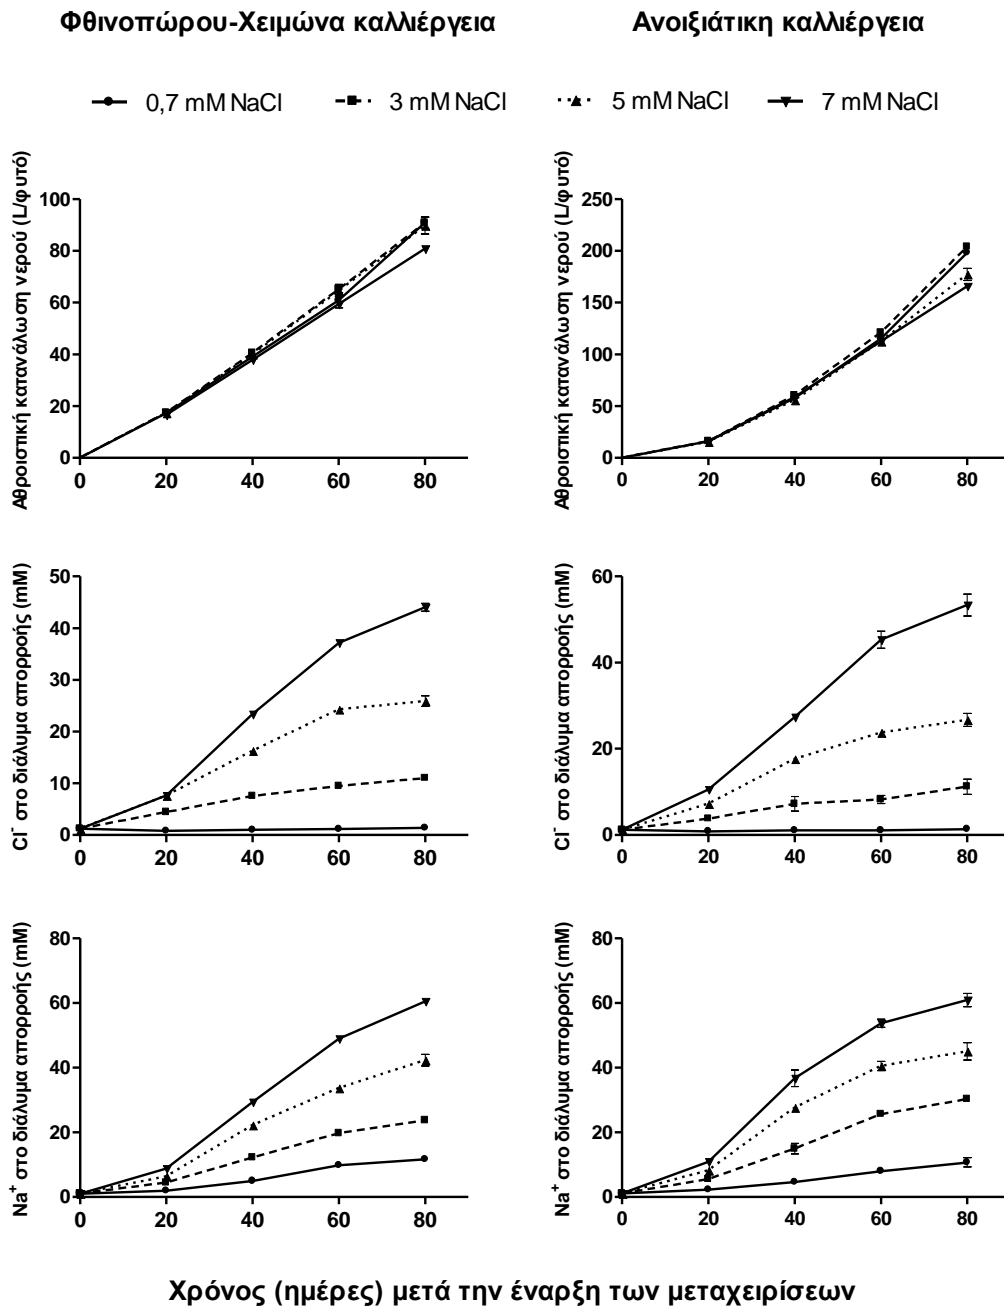 Φθινοπώρου-Χειμώνα καλλιέργεια
Ανοιξιάτικη καλλιέργεια
0,7 mM NaCl
3 mM NaCl
5 mM NaCl
7 mM NaCl
Αθροιστική κατανάλωση νερού (L/φυτό)
100
80
60
40
20
0
0 20 40 60 80
Αθροιστική κατανάλωση νερού (L/φυτό)
250
200
150
100
50
0
0 20 40 60 80
Cl⁻ στο διάλυμα απορροής (mM)
50
40
30
20
10
0
0 20 40 60 80
Cl⁻ στο διάλυμα απορροής (mM)
60
40
20
0
0 20 40 60 80
Na⁺ στο διάλυμα απορροής (mM)
80
60
40
20
0
0 20 40 60 80
Na⁺ στο διάλυμα απορροής (mM)
80
60
40
20
0
0 20 40 60 80
Χρόνος (ημέρες) μετά την έναρξη των μεταχειρίσεων